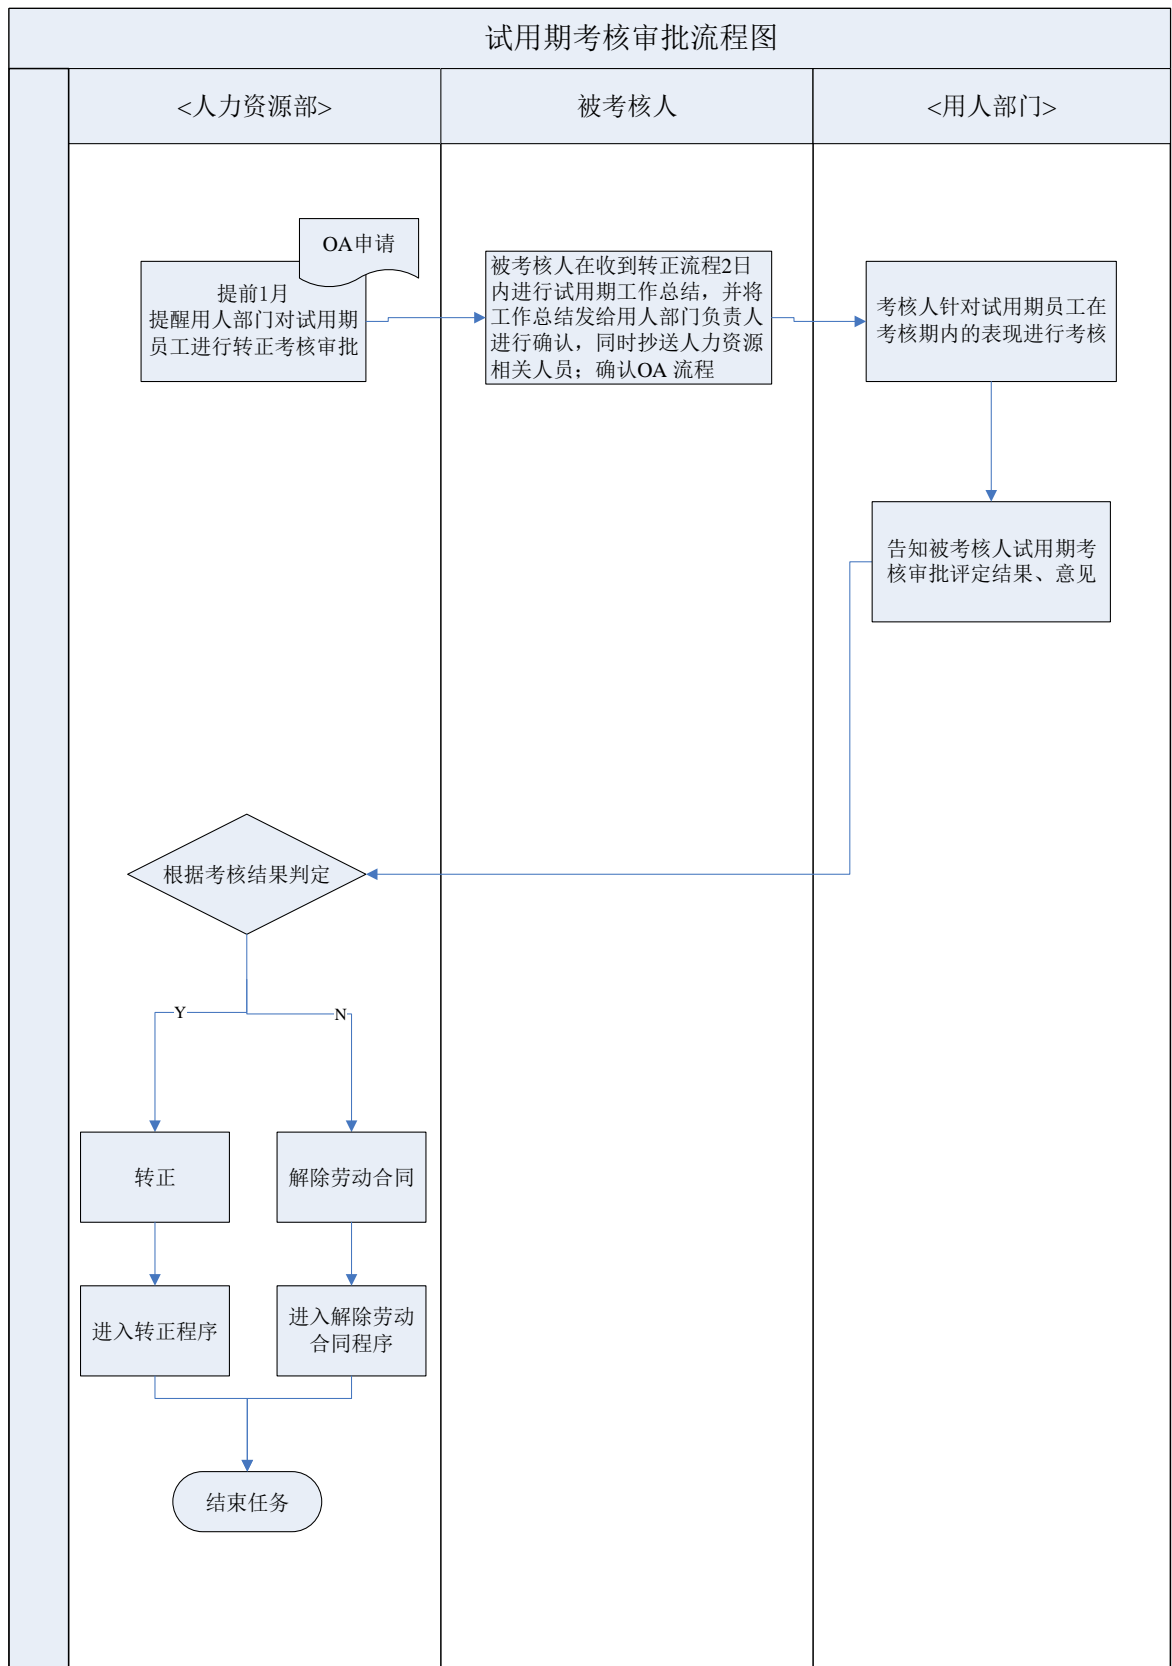 试用期考核审批流程图
<人力资源部>
被考核人
<用人部门>
OA申请
提前1月
提醒用人部门对试用期
员工进行转正考核审批
被考核人在收到转正流程2日
内进行试用期工作总结，并将
工作总结发给用人部门负责人
进行确认，同时抄送人力资源
相关人员；确认OA 流程
考核人针对试用期员工在
考核期内的表现进行考核
告知被考核人试用期考
核审批评定结果、意见
根据考核结果判定
Y
N
转正
解除劳动合同
进入转正程序
进入解除劳动
合同程序
结束任务